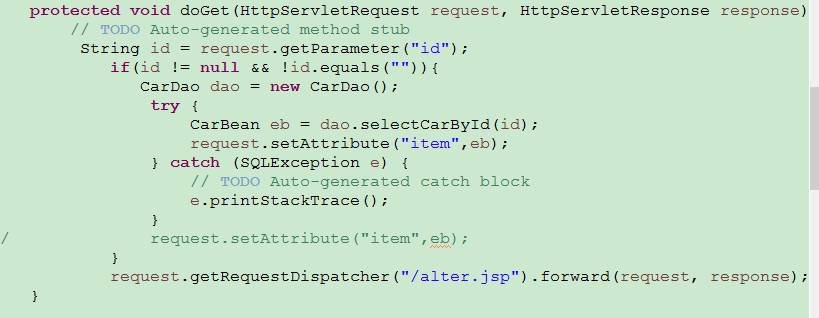 protected void doGet(HttpServletRequest request, HttpServletResponse response)
// TODO Auto-generated method stub
String id = request.getParameter("id");
if(id != null && !id.equals("")){
CarDao dao = new CarDao();
try {
CarBean eb = dao.selectCarById(id);
request.setAttribute("item",eb);
} catch (SQLException e) {
// TODO Auto-generated catch block
e.printStackTrace();
}
/ request.setAttribute("item",eb);
}
request.getRequestDispatcher("/alter.jsp").forward(request, response);
}